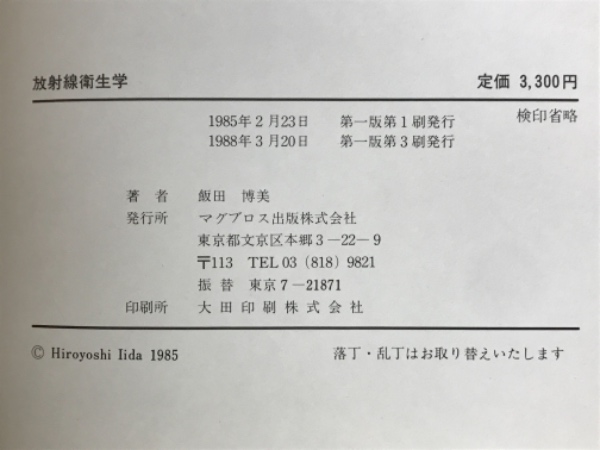 放射線衛生学 定価 3,300円
1985年2月23日 第一版第1刷発行 検印省略
1988年3月20日 第一版第3刷発行
著者 飯田 博美
発行所 マグブロス出版株式会社
東京都文京区本郷3―22―9
〒113 TEL 03 (818) 9821
振替 東京7-21871
印刷所 大田印刷株式会社
© Hiroyoshi Iida 1985 落丁・乱丁はお取り替えいたします